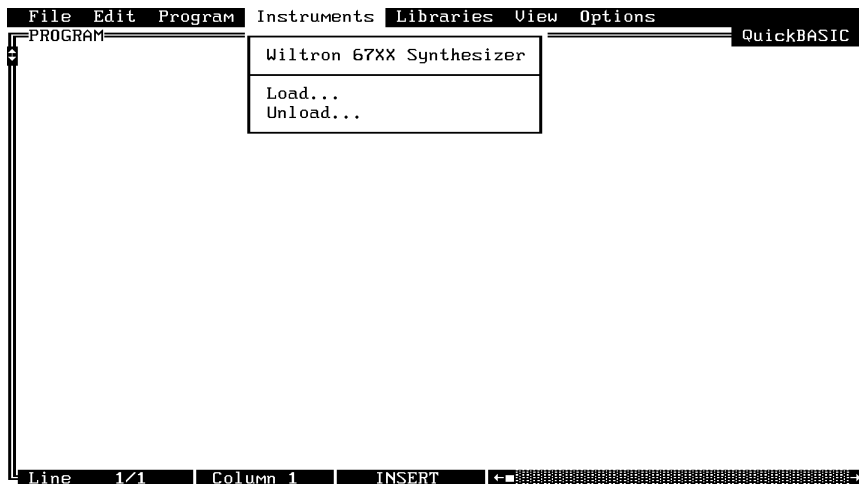 File Edit Program Instruments Libraries View Options
PROGRAM
QuickBASIC
Wiltron 67XX Synthesizer
Load...
Unload...
Line 1/1 Column 1 INSERT